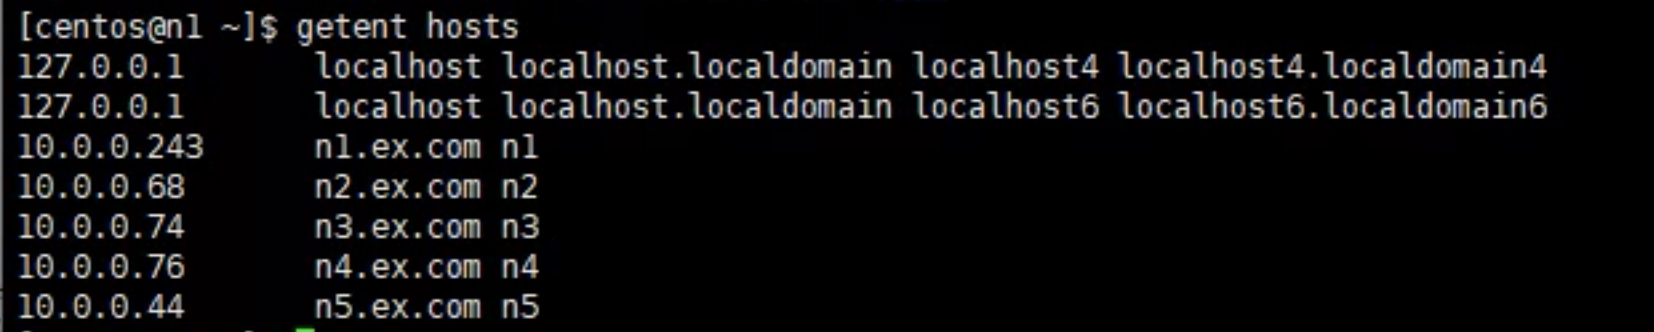 [centos@n1 ~]$ getent hosts
127.0.0.1       localhost localhost.localdomain localhost4 localhost4.localdomain4
127.0.0.1       localhost localhost.localdomain localhost6 localhost6.localdomain6
10.0.0.243      n1.ex.com n1
10.0.0.68       n2.ex.com n2
10.0.0.74       n3.ex.com n3
10.0.0.76       n4.ex.com n4
10.0.0.44       n5.ex.com n5